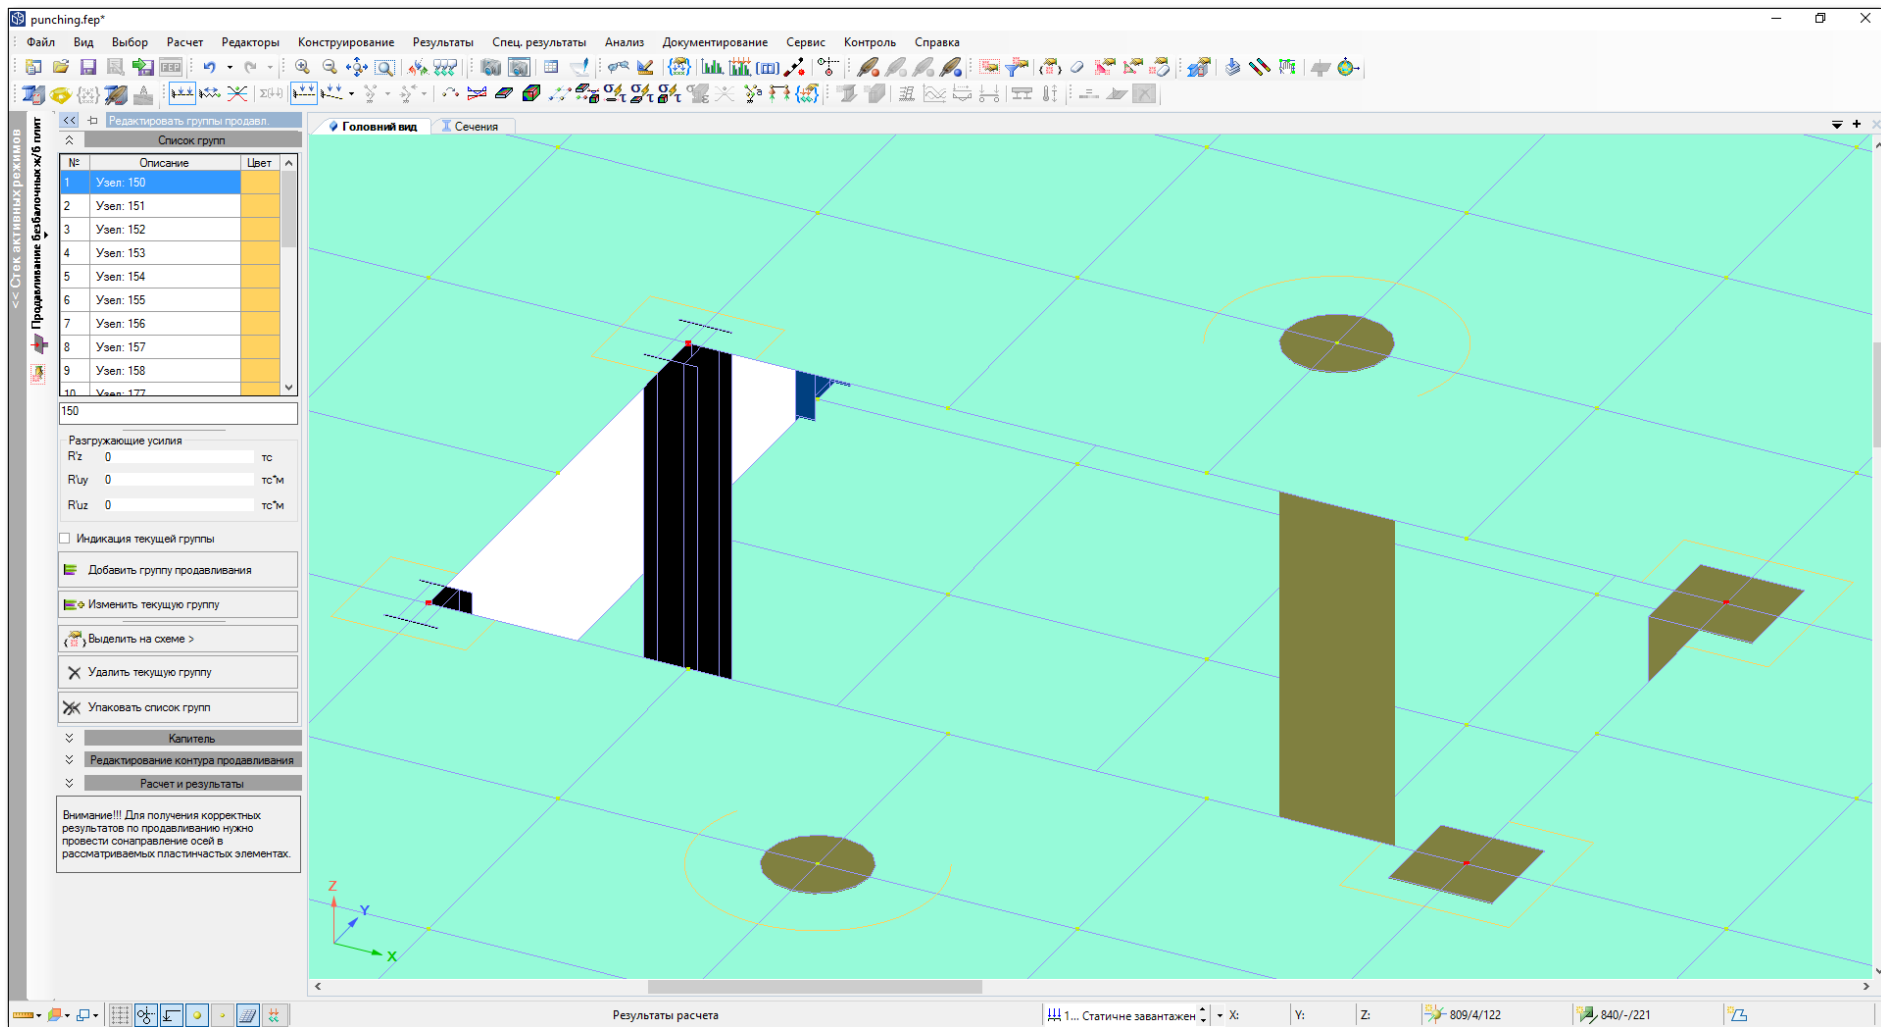 punching.fep*
Файл Вид Выбор Расчет Редакторы Конструирование Результаты Спец. результаты Анализ Документирование Сервис Контроль Справка
<< Стек активных режимов
Продавливание безбалочных ж/б плит
Редактировать группы продавл.
Головний вид
Сечения
Список групп
№ Описание Цвет
1 Узел: 150
2 Узел: 151
3 Узел: 152
4 Узел: 153
5 Узел: 154
6 Узел: 155
7 Узел: 156
8 Узел: 157
9 Узел: 158
10 Узел: 177
150
Разгружающие усилия
R'z 0 тс
R'uy 0 тс*м
R'uz 0 тс*м
Индикация текущей группы
Добавить группу продавливания
Изменить текущую группу
Выделить на схеме >
Удалить текущую группу
Упаковать список групп
Капитель
Редактирование контура продавливания
Расчет и результаты
Внимание!!! Для получения корректных
результатов по продавливанию нужно
провести сонаправление осей в
рассматриваемых пластинчастых элементах.
Z
Y
X
Результаты расчета
1... Статичне завантажен
X:
Y:
Z:
809/4/122
840/-/221